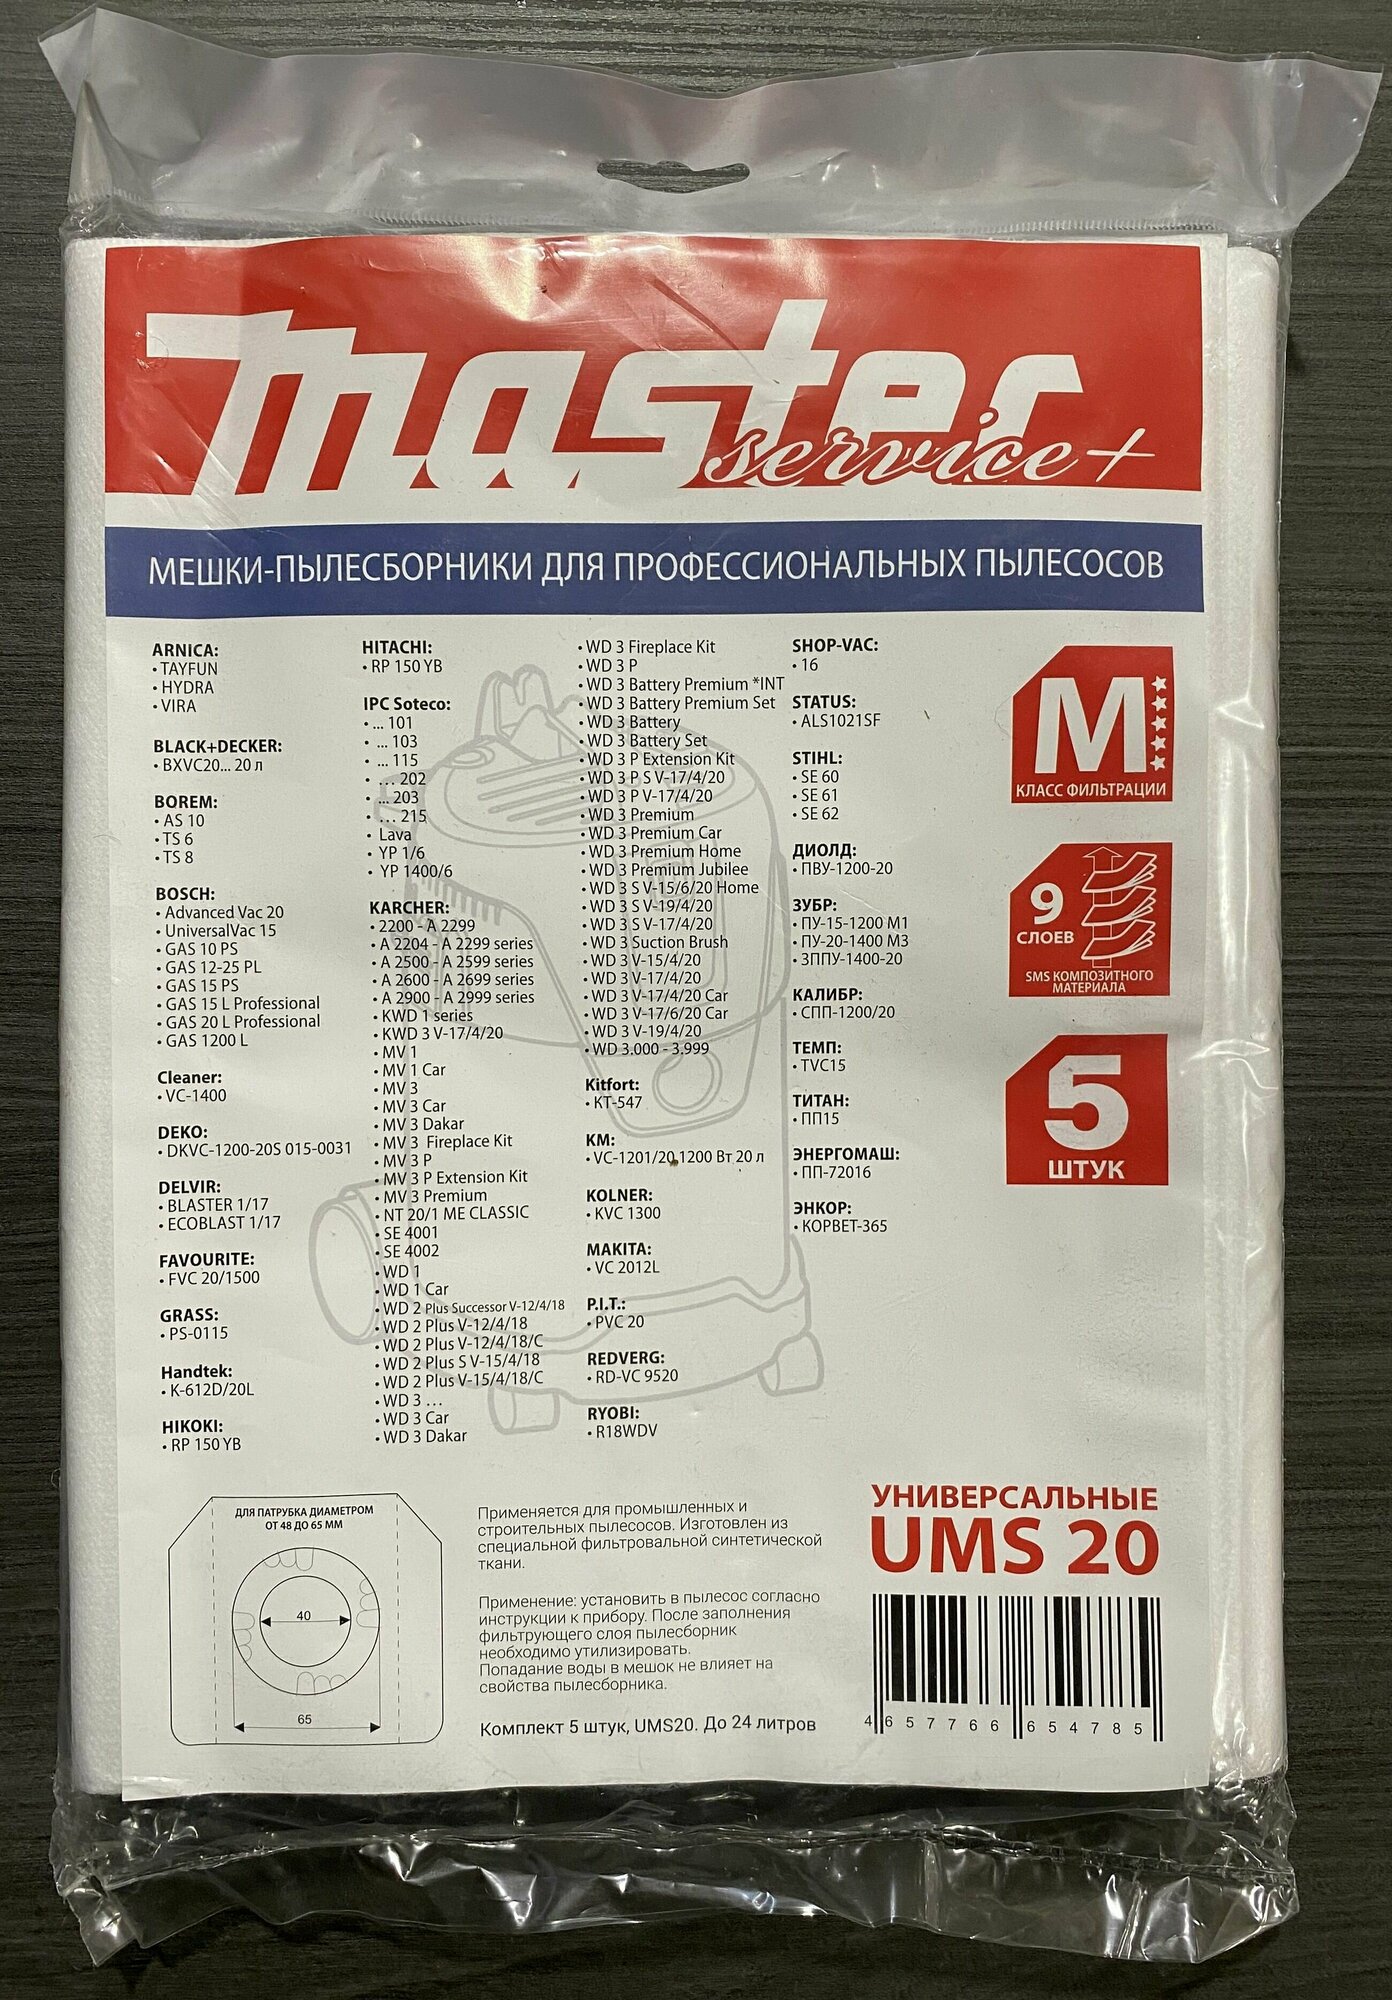 Master
service+
МЕШКИ-ПЫЛЕСБОРНИКИ ДЛЯ ПРОФЕССИОНАЛЬНЫХ ПЫЛЕСОСОВ
ARNICA:
• TAYFUN
• HYDRA
• VIRA
BLACK+DECKER:
• BXVC20... 20 л
BOREM:
• AS 10
• TS 6
• TS 8
BOSCH:
• Advanced Vac 20
• UniversalVac 15
• GAS 10 PS
• GAS 12-25 PL
• GAS 15 PS
• GAS 15 L Professional
• GAS 20 L Professional
• GAS 1200 L
Cleaner:
• VC-1400
DEKO:
• DKVC-1200-20S 015-0031
DELVIR:
• BLASTER 1/17
• ECOBLAST 1/17
FAVOURITE:
• FVC 20/1500
GRASS:
• PS-0115
Handtek:
• K-612D/20L
HIKOKI:
• RP 150 YB
HITACHI:
• RP 150 YB
IPC Soteco:
• ... 101
• ... 103
• ... 115
• ... 202
• ... 203
• ... 215
• Lava
• YP 1/6
• YP 1400/6
KARCHER:
• 2200 - A 2299
• A 2204 - A 2299 series
• A 2500 - A 2599 series
• A 2600 - A 2699 series
• A 2900 - A 2999 series
• KWD 1 series
• KWD 3 V-17/4/20
• MV 1
• MV 1 Car
• MV 3
• MV 3 Car
• MV 3 Dakar
• MV 3 Fireplace Kit
• MV 3 P
• MV 3 P Extension Kit
• MV 3 Premium
• NT 20/1 ME CLASSIC
• SE 4001
• SE 4002
• WD 1
• WD 1 Car
• WD 2 Plus Successor V-12/4/18
• WD 2 Plus V-12/4/18
• WD 2 Plus V-12/4/18/C
• WD 2 Plus S V-15/4/18
• WD 2 Plus V-15/4/18/C
• WD 3 ...
• WD 3 Car
• WD 3 Dakar
• WD 3 Fireplace Kit
• WD 3 P
• WD 3 Battery Premium *INT
• WD 3 Battery Premium Set
• WD 3 Battery
• WD 3 Battery Set
• WD 3 P Extension Kit
• WD 3 P S V-17/4/20
• WD 3 P V-17/4/20
• WD 3 Premium
• WD 3 Premium Car
• WD 3 Premium Home
• WD 3 Premium Jubilee
• WD 3 S V-15/6/20 Home
• WD 3 S V-19/4/20
• WD 3 S V-17/4/20
• WD 3 Suction Brush
• WD 3 V-15/4/20
• WD 3 V-17/4/20
• WD 3 V-17/4/20 Car
• WD 3 V-17/6/20 Car
• WD 3 V-19/4/20
• WD 3.000 - 3.999
Kitfort:
• KT-547
KM:
• VC-1201/20 1200 Вт 20 л
KOLNER:
• KVC 1300
MAKITA:
• VC 2012L
P.I.T.:
• PVC 20
REDVERG:
• RD-VC 9520
RYOBI:
• R18WDV
SHOP-VAC:
• 16
STATUS:
• ALS1021SF
STIHL:
• SE 60
• SE 61
• SE 62
ДИОЛД:
• ПВУ-1200-20
ЗУБР:
• ПУ-15-1200 М1
• ПУ-20-1400 М3
• ЗППУ-1400-20
КАЛИБР:
• СПП-1200/20
ТЕМП:
• TVC15
ТИТАН:
• ПП15
ЭНЕРГОМАШ:
• ПП-72016
ЭНКОР:
• КОРВЕТ-365
M
КЛАСС ФИЛЬТРАЦИИ
9
СЛОЕВ
SMS КОМПОЗИТНОГО
МАТЕРИАЛА
5
ШТУК
ДЛЯ ПАТРУБКА ДИАМЕТРОМ
ОТ 48 ДО 65 ММ
40
65
Применяется для промышленных и
строительных пылесосов. Изготовлен из
специальной фильтровальной синтетической
ткани.
Применение: установить в пылесос согласно
инструкции к прибору. После заполнения
фильтрующего слоя пылесборник
необходимо утилизировать.
Попадание воды в мешок не влияет на
свойства пылесборника.
Комплект 5 штук, UMS20. До 24 литров
УНИВЕРСАЛЬНЫЕ
UMS 20
4 657766 654785